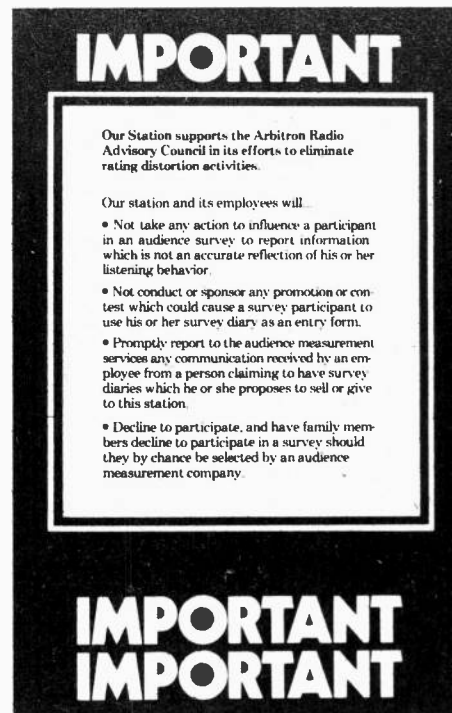 IMPORTANT
Our Station supports the Arbitron Radio
Advisory Council in its efforts to eliminate
rating distortion activities.
Our station and its employees will...
• Not take any action to influence a participant
in an audience survey to report information
which is not an accurate reflection of his or her
listening behavior.
• Not conduct or sponsor any promotion or con-
test which could cause a survey participant to
use his or her survey diary as an entry form.
• Promptly report to the audience measurement
services any communication received by an em-
ployee from a person claiming to have survey
diaries which he or she proposes to sell or give
to this station.
• Decline to participate, and have family mem-
bers decline to participate in a survey should
they by chance be selected by an audience
measurement company.
IMPORTANT
IMPORTANT